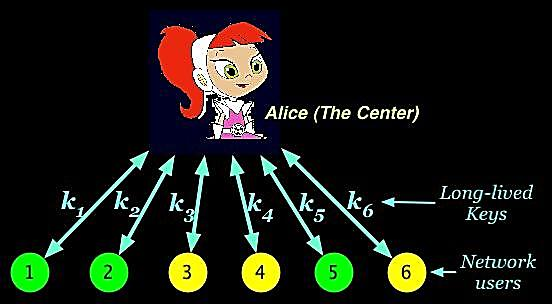 Alice (The Center)
k1 k2 k3 k4 k5 k6
Long-lived
Keys
1 2 3 4 5 6
Network
users